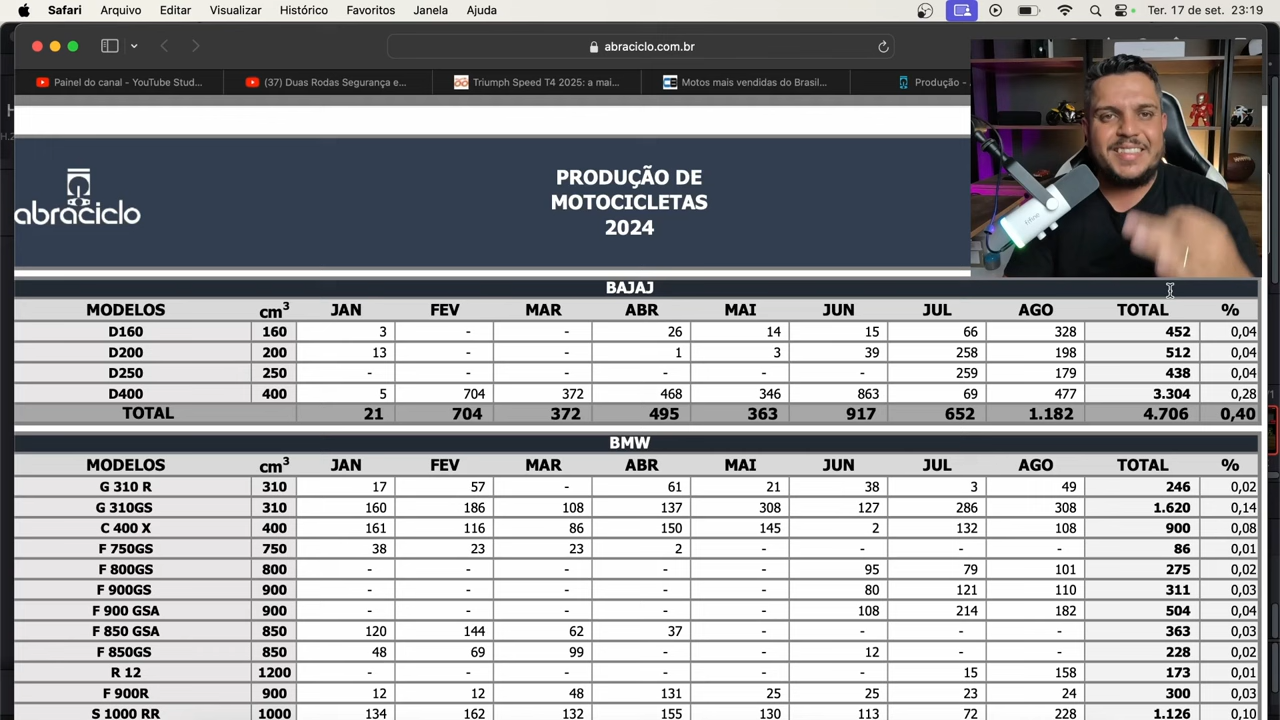 Safari Arquivo Editar Visualizar Histórico Favoritos Janela Ajuda Ter. 17 de set. 23:19
abraciclo.com.br
Painel do canal - YouTube Stud... (37) Duas Rodas Segurança e... Triumph Speed T4 2025: a mai... Motos mais vendidas do Brasil... Produção -
abraciclo
PRODUÇÃO DE
MOTOCICLETAS
2024
BAJAJ
MODELOS cm³ JAN FEV MAR ABR MAI JUN JUL AGO TOTAL %
D160 160 3 - - 26 14 15 66 328 452 0,04
D200 200 13 - - 1 3 39 258 198 512 0,04
D250 250 - - - - - - 259 179 438 0,04
D400 400 5 704 372 468 346 863 69 477 3.304 0,28
TOTAL 21 704 372 495 363 917 652 1.182 4.706 0,40
BMW
MODELOS cm³ JAN FEV MAR ABR MAI JUN JUL AGO TOTAL %
G 310 R 310 17 57 - 61 21 38 3 49 246 0,02
G 310GS 310 160 186 108 137 308 127 286 308 1.620 0,14
C 400 X 400 161 116 86 150 145 2 132 108 900 0,08
F 750GS 750 38 23 23 2 - - - - 86 0,01
F 800GS 800 - - - - - 95 79 101 275 0,02
F 900GS 900 - - - - - 80 121 110 311 0,03
F 900 GSA 900 - - - - - 108 214 182 504 0,04
F 850 GSA 850 120 144 62 37 - - - - 363 0,03
F 850GS 850 48 69 99 - - 12 - - 228 0,02
R 12 1200 - - - - - - 15 158 173 0,01
F 900R 900 12 12 48 131 25 25 23 24 300 0,03
S 1000 RR 1000 134 162 132 155 130 113 72 228 1.126 0,10